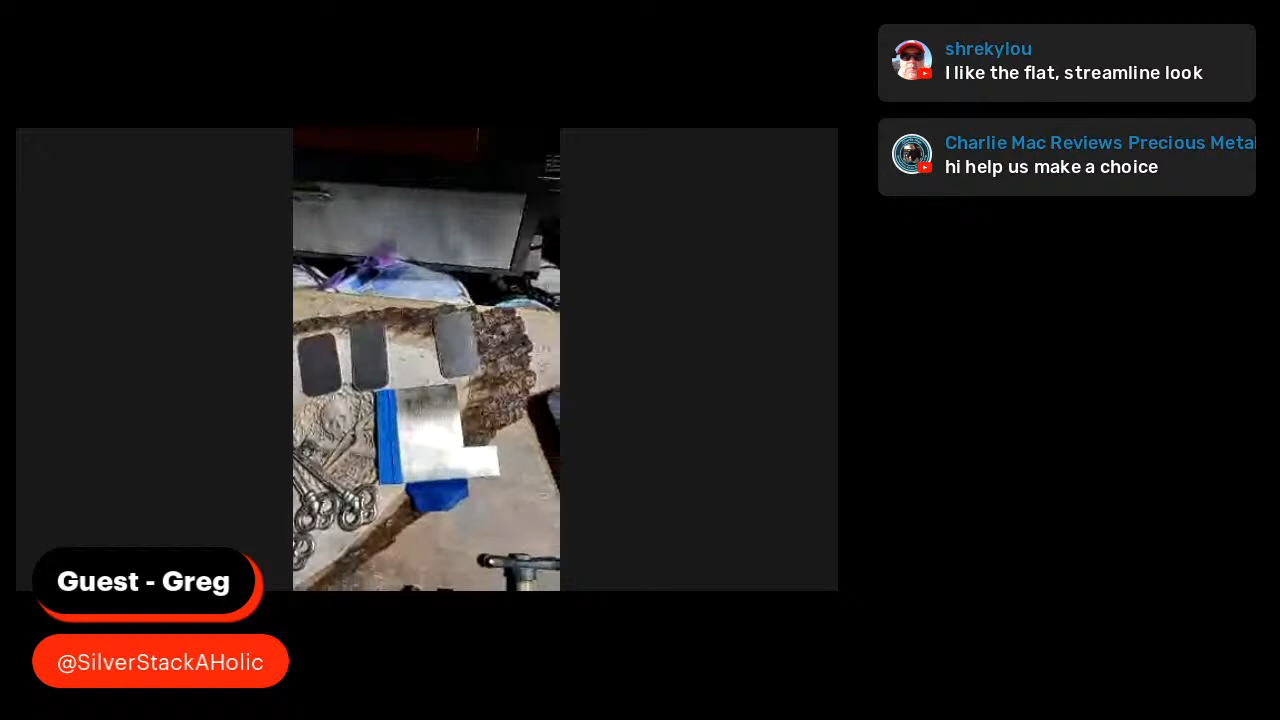 shrekylou
I like the flat, streamline look
Charlie Mac Reviews Precious Metal
hi help us make a choice
Guest - Greg
@SilverStackAHolic